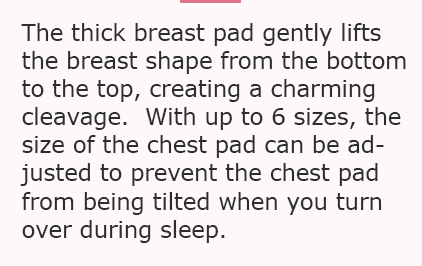 The thick breast pad gently lifts
the breast shape from the bottom
to the top, creating a charming
cleavage.  With up to 6 sizes, the
size of the chest pad can be ad-
justed to prevent the chest pad
from being tilted when you turn
over during sleep.